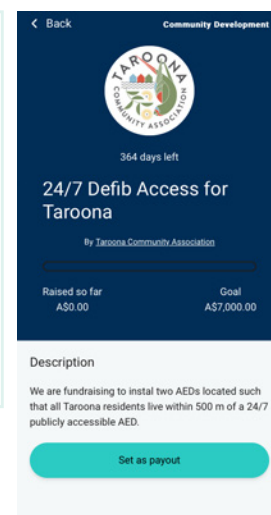 Back
Community Development
TAROONA
COMMUNITY ASSOCIATION
364 days left
24/7 Defib Access for
Taroona
By Taroona Community Association
Raised so far
Goal
A$0.00
A$7,000.00
Description
We are fundraising to instal two AEDs located such
that all Taroona residents live within 500 m of a 24/7
publicly accessible AED.
Set as payout